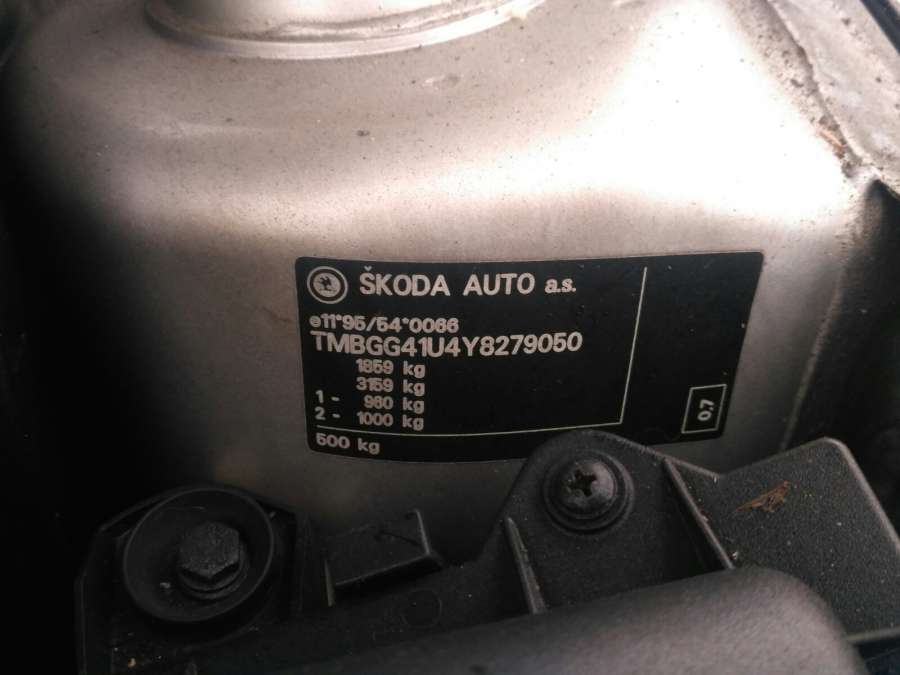 ŠKODA AUTO a.s.
e11*95/54*0066
TMBGG41U4Y8279050
1859 kg
3159 kg
1 - 980 kg
2 - 1000 kg
500 kg
0.7